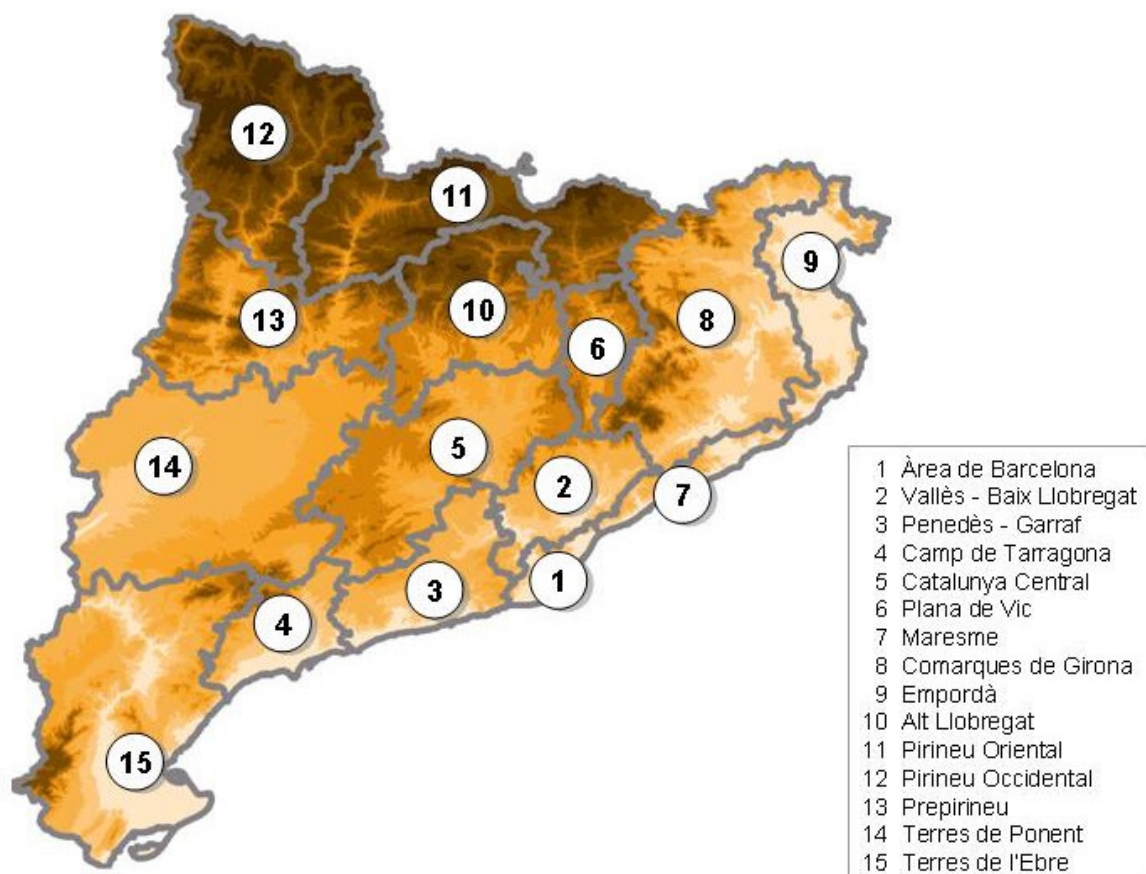 12
11
9
13
10
8
6
5
14
2
7
1
3
4
15
1 Àrea de Barcelona
2 Vallès - Baix Llobregat
3 Penedès - Garraf
4 Camp de Tarragona
5 Catalunya Central
6 Plana de Vic
7 Maresme
8 Comarques de Girona
9 Empordà
10 Alt Llobregat
11 Pirineu Oriental
12 Pirineu Occidental
13 Prepirineu
14 Terres de Ponent
15 Terres de l'Ebre